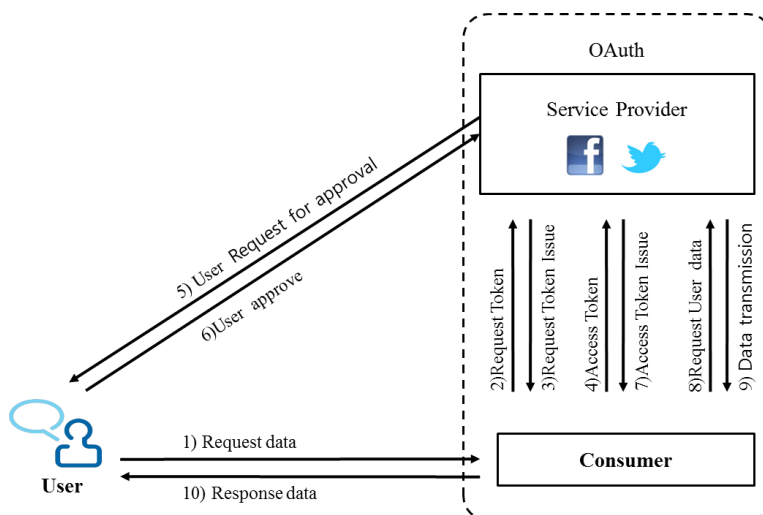 OAuth
Service Provider
f
5) User Request for approval
6)User approve
2)Request Token
3)Request Token Issue
4)Access Token
7)Access Token Issue
8)Request User data
9) Data transmission
1) Request data
Consumer
User
10) Response data